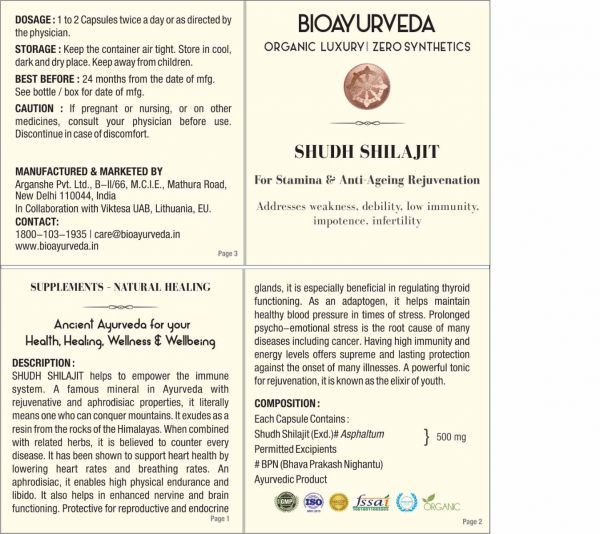 DOSAGE : 1 to 2 Capsules twice a day or as directed by
the physician.
STORAGE : Keep the container air tight. Store in cool,
dark and dry place. Keep away from children.
BEST BEFORE : 24 months from the date of mfg.
See bottle / box for date of mfg.
CAUTION : If pregnant or nursing, or on other
medicines, consult your physician before use.
Discontinue in case of discomfort.
MANUFACTURED & MARKETED BY
Arganshe Pvt. Ltd., B–II/66, M.C.I.E., Mathura Road,
New Delhi 110044, India
In Collaboration with Viktesa UAB, Lithuania, EU.
CONTACT:
1800–103–1935 | care@bioayurveda.in
www.bioayurveda.in
Page 3
BIOAYURVEDA
ORGANIC LUXURY| ZERO SYNTHETICS
SHUDH SHILAJIT
For Stamina & Anti-Ageing Rejuvenation
Addresses weakness, debility, low immunity,
impotence, infertility
SUPPLEMENTS - NATURAL HEALING
Ancient Ayurveda for your
Health, Healing, Wellness & Wellbeing
DESCRIPTION :
SHUDH SHILAJIT helps to empower the immune
system. A famous mineral in Ayurveda with
rejuvenative and aphrodisiac properties, it literally
means one who can conquer mountains. It exudes as a
resin from the rocks of the Himalayas. When combined
with related herbs, it is believed to counter every
disease. It has been shown to support heart health by
lowering heart rates and breathing rates. An
aphrodisiac, it enables high physical endurance and
libido. It also helps in enhanced nervine and brain
functioning. Protective for reproductive and endocrine
Page 1
glands, it is especially beneficial in regulating thyroid
functioning. As an adaptogen, it helps maintain
healthy blood pressure in times of stress. Prolonged
psycho–emotional stress is the root cause of many
diseases including cancer. Having high immunity and
energy levels offers supreme and lasting protection
against the onset of many illnesses. A powerful tonic
for rejuvenation, it is known as the elixir of youth.
COMPOSITION :
Each Capsule Contains :
Shudh Shilajit (Exd.)# Asphaltum } 500 mg
Permitted Excipients
# BPN (Bhava Prakash Nighantu)
Ayurvedic Product
GMP ISO fssai ORGANIC
Page 2